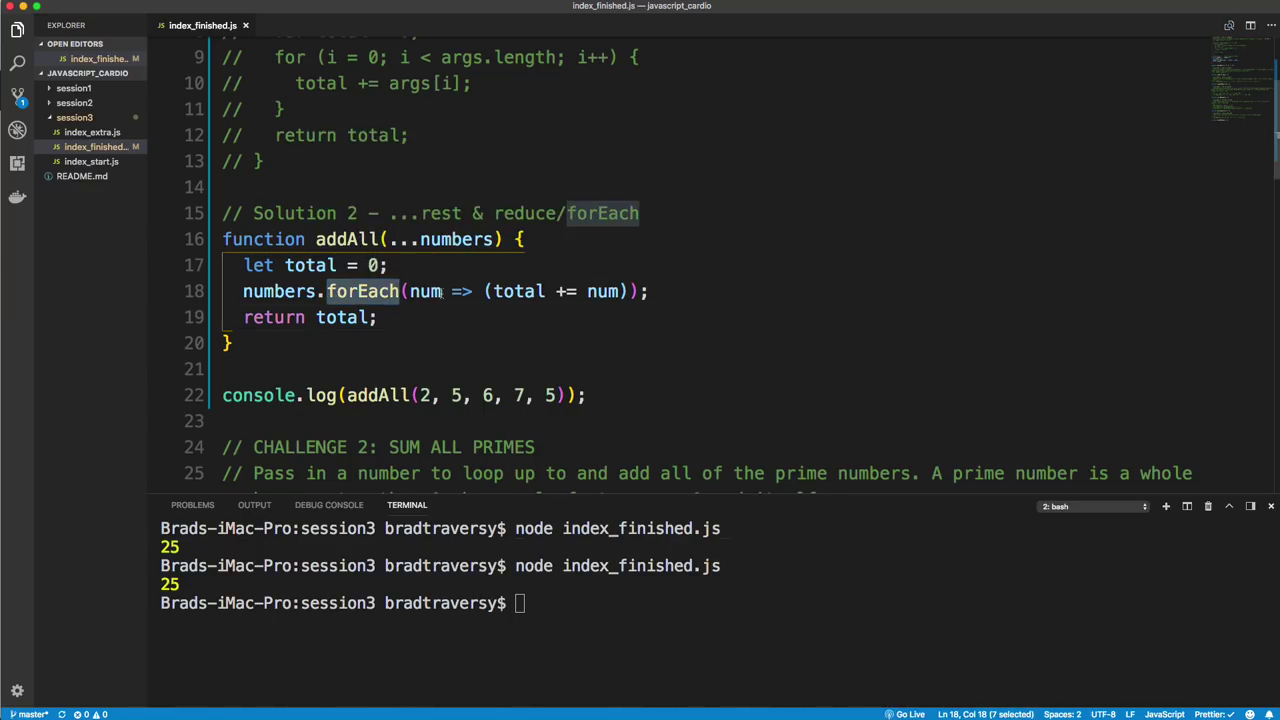 index_finished.js — javascript_cardio
EXPLORER
OPEN EDITORS
index_finishe...
JAVASCRIPT_CARDIO
session1
session2
session3
JS index_extra.js
JS index_finished...
JS index_start.js
README.md
JS index_finished.js ×
9 // for (i = 0; i < args.length; i++) {
10 // total += args[i];
11 // }
12 // return total;
13 // }
14
15 // Solution 2 - ...rest & reduce/forEach
16 function addAll(...numbers) {
17 let total = 0;
18 numbers.forEach(num => (total += num));
19 return total;
20 }
21
22 console.log(addAll(2, 5, 6, 7, 5));
23
24 // CHALLENGE 2: SUM ALL PRIMES
25 // Pass in a number to loop up to and add all of the prime numbers. A prime number is a whole
PROBLEMS OUTPUT DEBUG CONSOLE TERMINAL 2: bash
Brads-iMac-Pro:session3 bradtraversy$ node index_finished.js
25
Brads-iMac-Pro:session3 bradtraversy$ node index_finished.js
25
Brads-iMac-Pro:session3 bradtraversy$
master* 0 0 Go Live Ln 18, Col 18 (7 selected) Spaces: 2 UTF-8 LF JavaScript Prettier: ✓